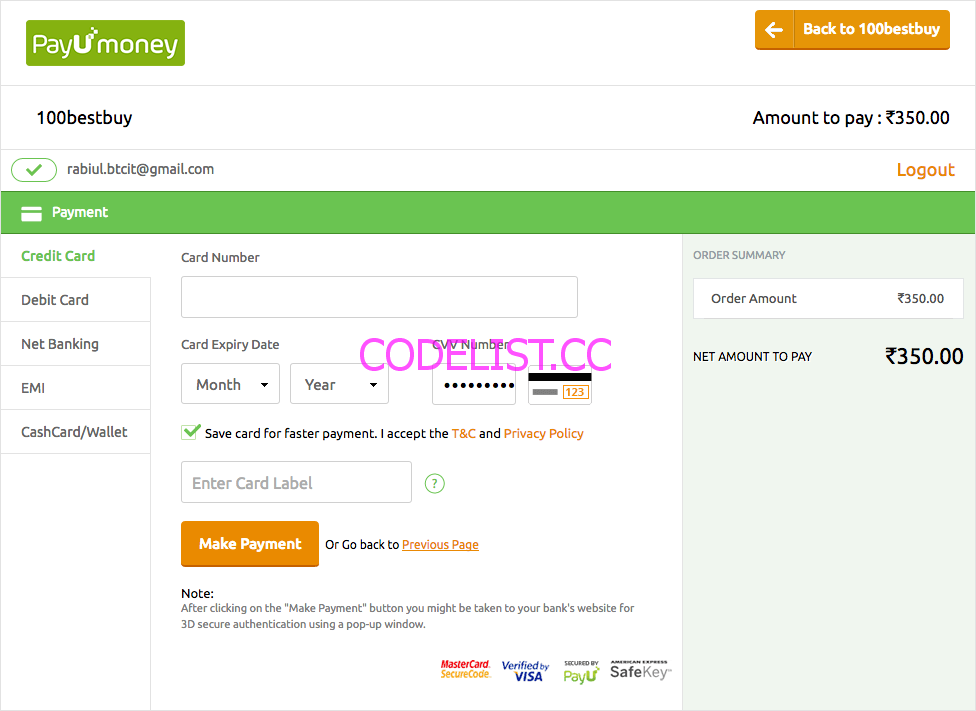 PayUmoney
Back to 100bestbuy
100bestbuy
Amount to pay : ₹350.00
rabiul.btcit@gmail.com
Logout
Payment
Credit Card
Debit Card
Net Banking
EMI
CashCard/Wallet
Card Number
Card Expiry Date
CVV Number
CODELIST.CC
Month
Year
•••••••••
123
Save card for faster payment. I accept the T&C and Privacy Policy
Enter Card Label
?
Make Payment
Or Go back to Previous Page
Note:
After clicking on the "Make Payment" button you might be taken to your bank's website for
3D secure authentication using a pop-up window.
MasterCard.
SecureCode.
Verified by
VISA
SECURED BY
PayU
AMERICAN EXPRESS
SafeKey
ORDER SUMMARY
Order Amount
₹350.00
NET AMOUNT TO PAY
₹350.00